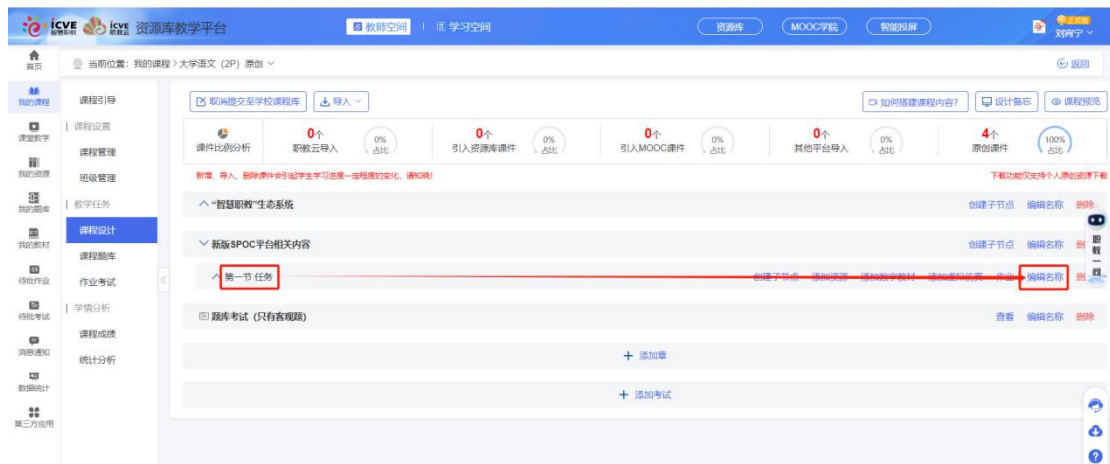 icve 智慧职教 icve 职教云 资源库教学平台 教师空间 学习空间 资源库 MOOC学院 智能投屏 正式版 刘宥宁
首页 当前位置：我的课程 > 大学语文（2P）原创 返回
我的课程 课程引导 取消提交至学校课程库 导入 如何搭建课程内容? 设计备忘 课程预览
课堂教学 课程设置
课程管理 课件比例分析 0个 职教云导入 0% 占比 0个 引入资源库课件 0% 占比 0个 引入MOOC课件 0% 占比 0个 其他平台导入 0% 占比 4个 原创课件 100% 占比
我的资源 班级管理 新增、导入、删除课件会引起学生学习进度一定程度的变化、请知晓! 下载功能仅支持个人原创资源下载
我的题库 教学任务 “智慧职教”生态系统 创建子节点 编辑名称 删除
我的教材 课程设计 新版SPOC平台相关内容 创建子节点 编辑名称 删 职教一问
课程题库
待批作业 作业考试 第一节 任务 创建子节点 添加资源 添加数字教材 添加虚拟仿真 作业 编辑名称 删
待批考试 学情分析 题库考试（只有客观题） 查看 编辑名称 删除
课程成绩
消息通知 统计分析 + 添加章
数据统计 + 添加考试
第三方应用